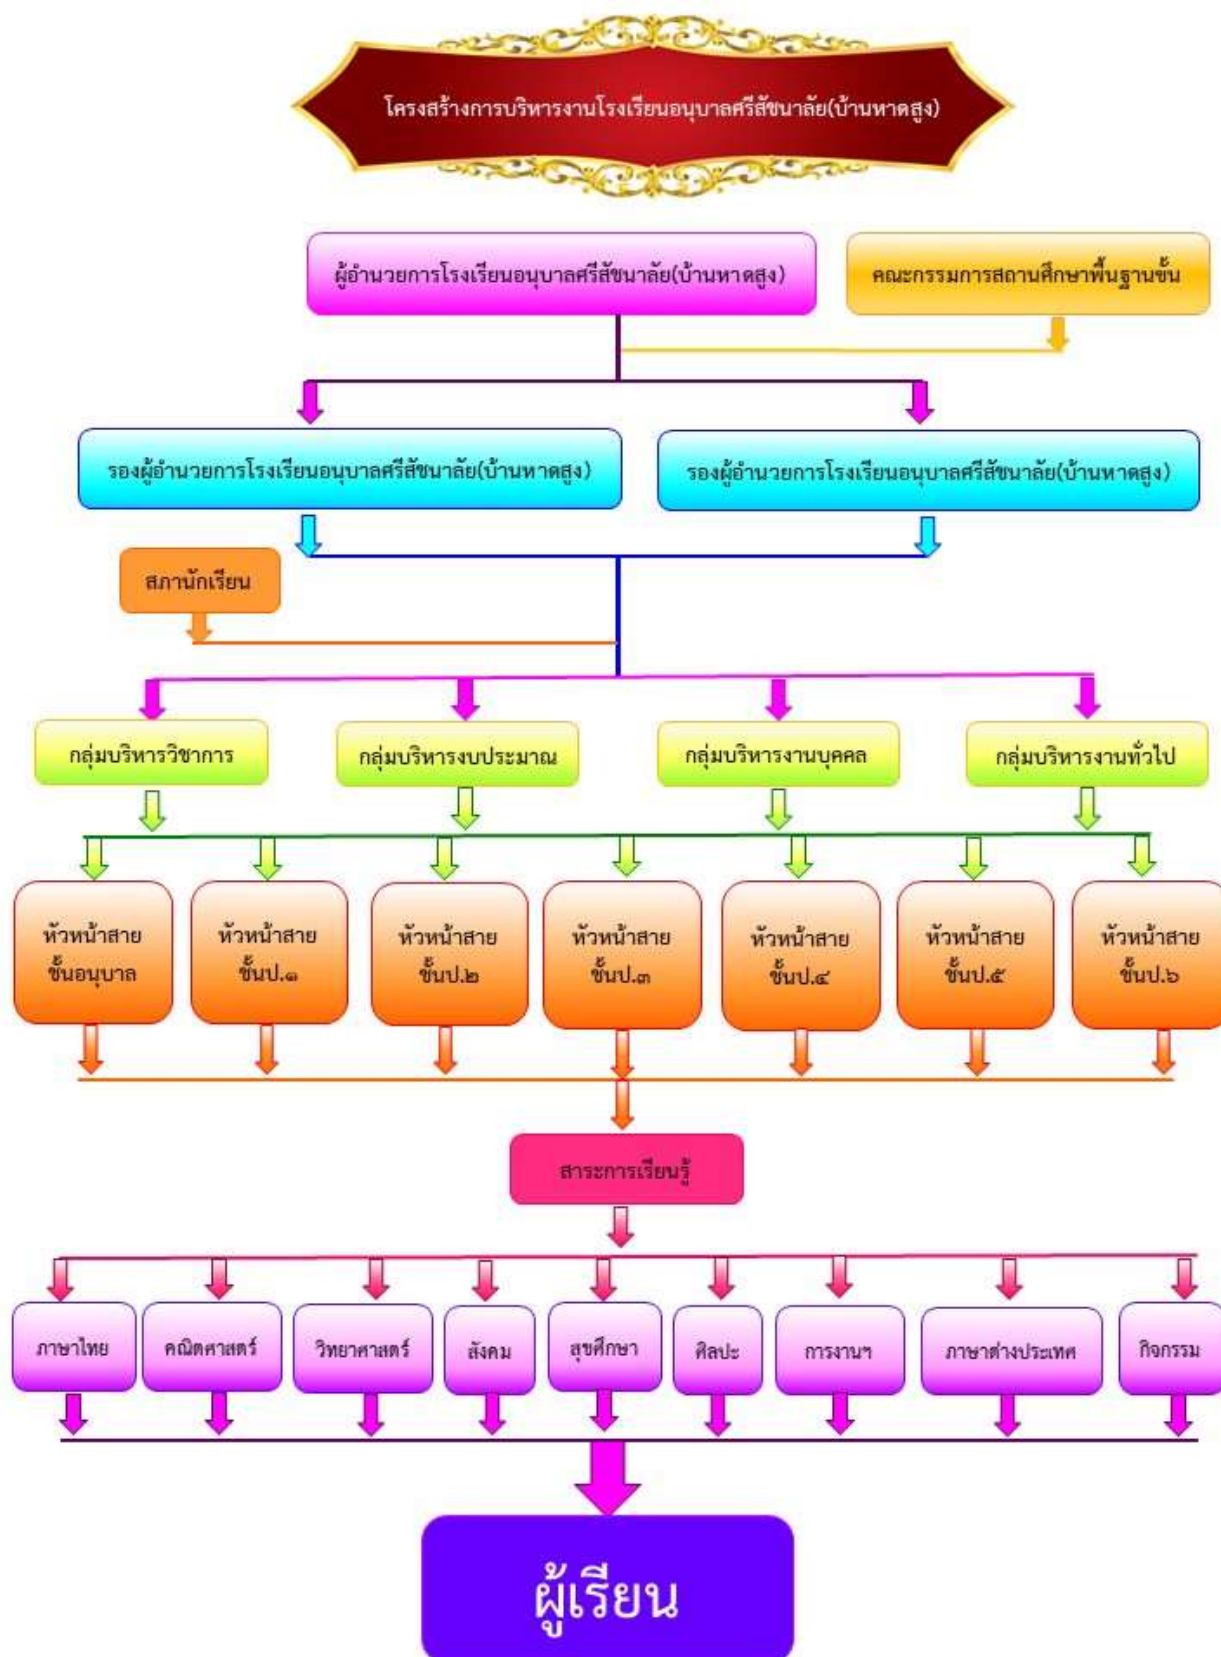 โครงสร้างการบริหารงานโรงเรียนอนุบาลศรีสัชนาลัย(บ้านหาดสูง)
ผู้อำนวยการโรงเรียนอนุบาลศรีสัชนาลัย(บ้านหาดสูง)
คณะกรรมการสถานศึกษาพื้นฐานขั้น
รองผู้อำนวยการโรงเรียนอนุบาลศรีสัชนาลัย(บ้านหาดสูง)
รองผู้อำนวยการโรงเรียนอนุบาลศรีสัชนาลัย(บ้านหาดสูง)
สภานักเรียน
กลุ่มบริหารวิชาการ
กลุ่มบริหารงบประมาณ
กลุ่มบริหารงานบุคคล
กลุ่มบริหารงานทั่วไป
หัวหน้าสาย
ชั้นอนุบาล
หัวหน้าสาย
ชั้นป.๑
หัวหน้าสาย
ชั้นป.๒
หัวหน้าสาย
ชั้นป.๓
หัวหน้าสาย
ชั้นป.๔
หัวหน้าสาย
ชั้นป.๕
หัวหน้าสาย
ชั้นป.๖
สาระการเรียนรู้
ภาษาไทย
คณิตศาสตร์
วิทยาศาสตร์
สังคม
สุขศึกษา
ศิลปะ
การงานฯ
ภาษาต่างประเทศ
กิจกรรม
ผู้เรียน